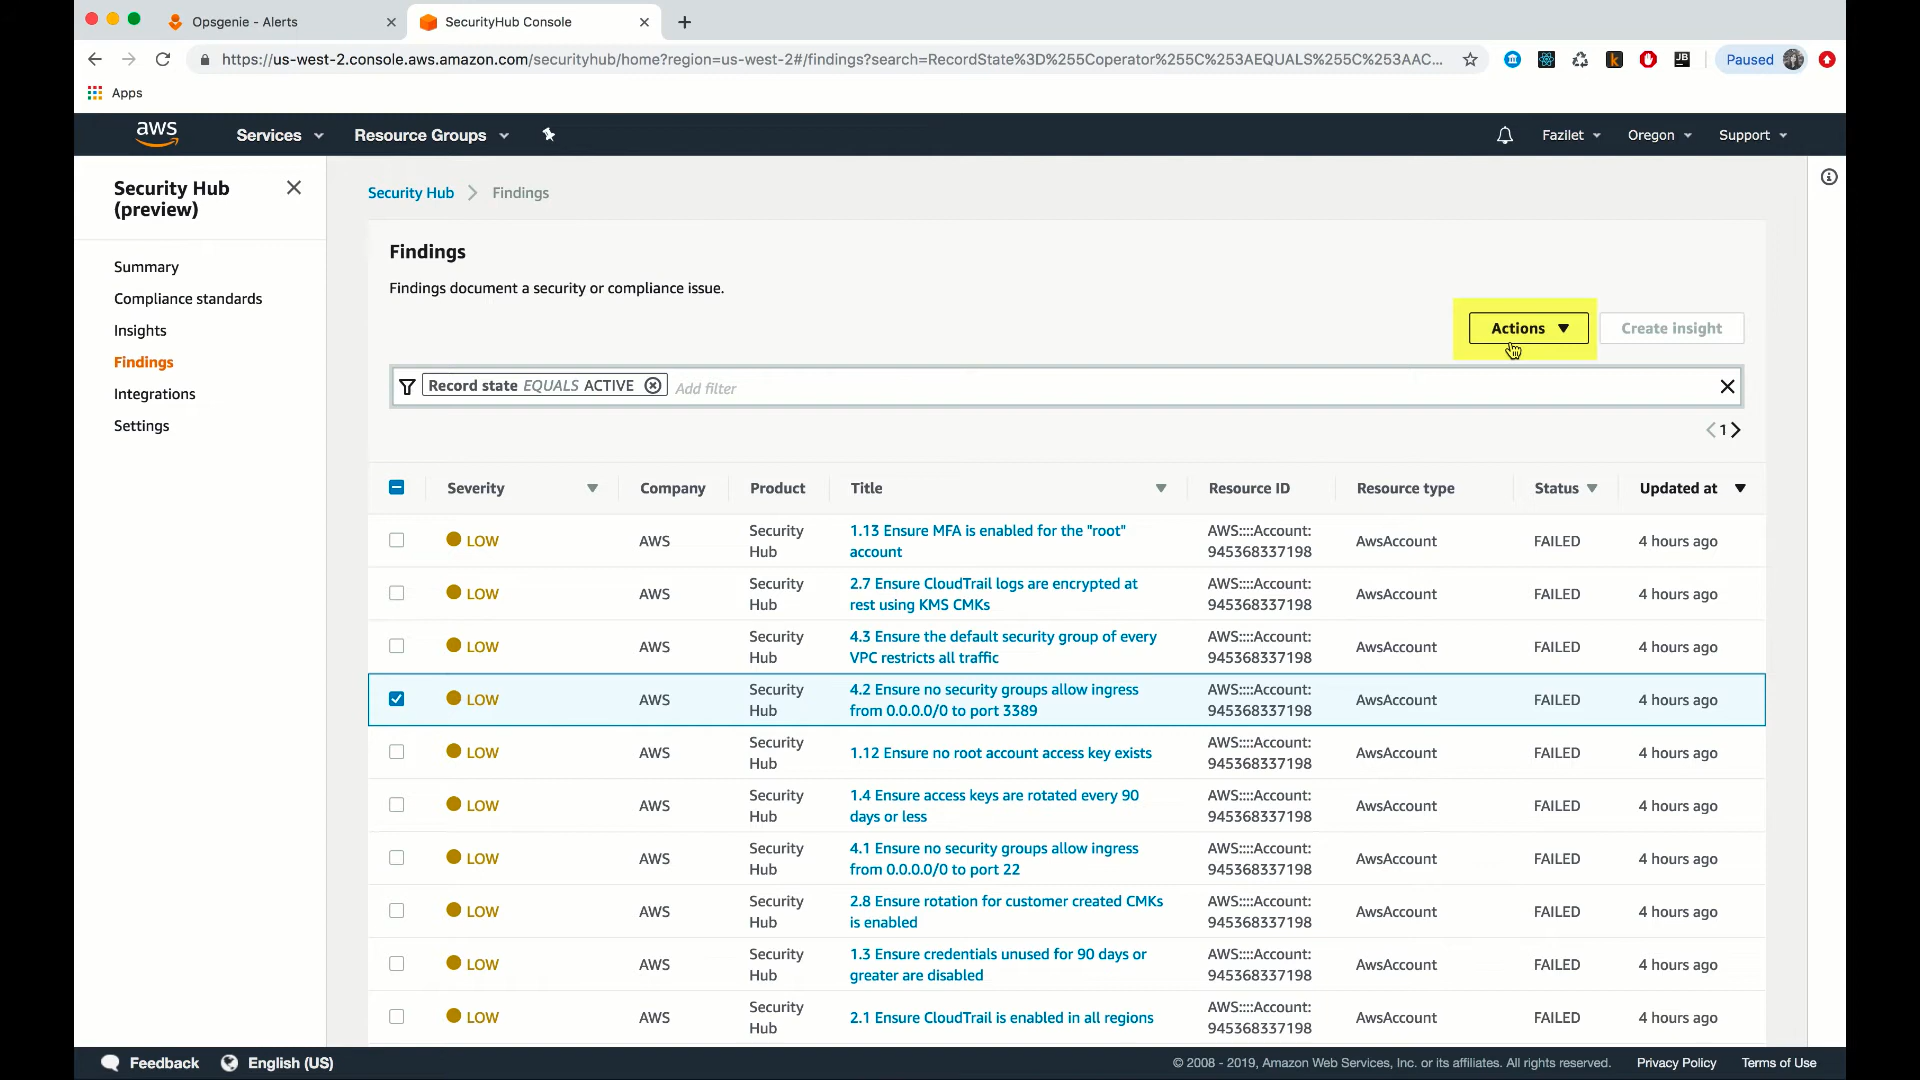 Opsgenie - Alerts
SecurityHub Console
https://us-west-2.console.aws.amazon.com/securityhub/home?region=us-west-2#/findings?search=RecordState%3D%255Coperator%255C%253AEQUALS%255C%253AAC...
k
JB
Paused
Apps
aws
Services
Resource Groups
Fazilet
Oregon
Support
Security Hub
(preview)
Summary
Compliance standards
Insights
Findings
Integrations
Settings
Security Hub
Findings
Findings
Findings document a security or compliance issue.
Actions
Create insight
Record state EQUALS ACTIVE
Add filter
1
Severity Company Product Title Resource ID Resource type Status Updated at
LOW AWS Security Hub 1.13 Ensure MFA is enabled for the "root" account AWS::::Account:945368337198 AwsAccount FAILED 4 hours ago
LOW AWS Security Hub 2.7 Ensure CloudTrail logs are encrypted at rest using KMS CMKs AWS::::Account:945368337198 AwsAccount FAILED 4 hours ago
LOW AWS Security Hub 4.3 Ensure the default security group of every VPC restricts all traffic AWS::::Account:945368337198 AwsAccount FAILED 4 hours ago
LOW AWS Security Hub 4.2 Ensure no security groups allow ingress from 0.0.0.0/0 to port 3389 AWS::::Account:945368337198 AwsAccount FAILED 4 hours ago
LOW AWS Security Hub 1.12 Ensure no root account access key exists AWS::::Account:945368337198 AwsAccount FAILED 4 hours ago
LOW AWS Security Hub 1.4 Ensure access keys are rotated every 90 days or less AWS::::Account:945368337198 AwsAccount FAILED 4 hours ago
LOW AWS Security Hub 4.1 Ensure no security groups allow ingress from 0.0.0.0/0 to port 22 AWS::::Account:945368337198 AwsAccount FAILED 4 hours ago
LOW AWS Security Hub 2.8 Ensure rotation for customer created CMKs is enabled AWS::::Account:945368337198 AwsAccount FAILED 4 hours ago
LOW AWS Security Hub 1.3 Ensure credentials unused for 90 days or greater are disabled AWS::::Account:945368337198 AwsAccount FAILED 4 hours ago
LOW AWS Security Hub 2.1 Ensure CloudTrail is enabled in all regions AWS::::Account:945368337198 AwsAccount FAILED 4 hours ago
Feedback
English (US)
© 2008 - 2019, Amazon Web Services, Inc. or its affiliates. All rights reserved.
Privacy Policy
Terms of Use